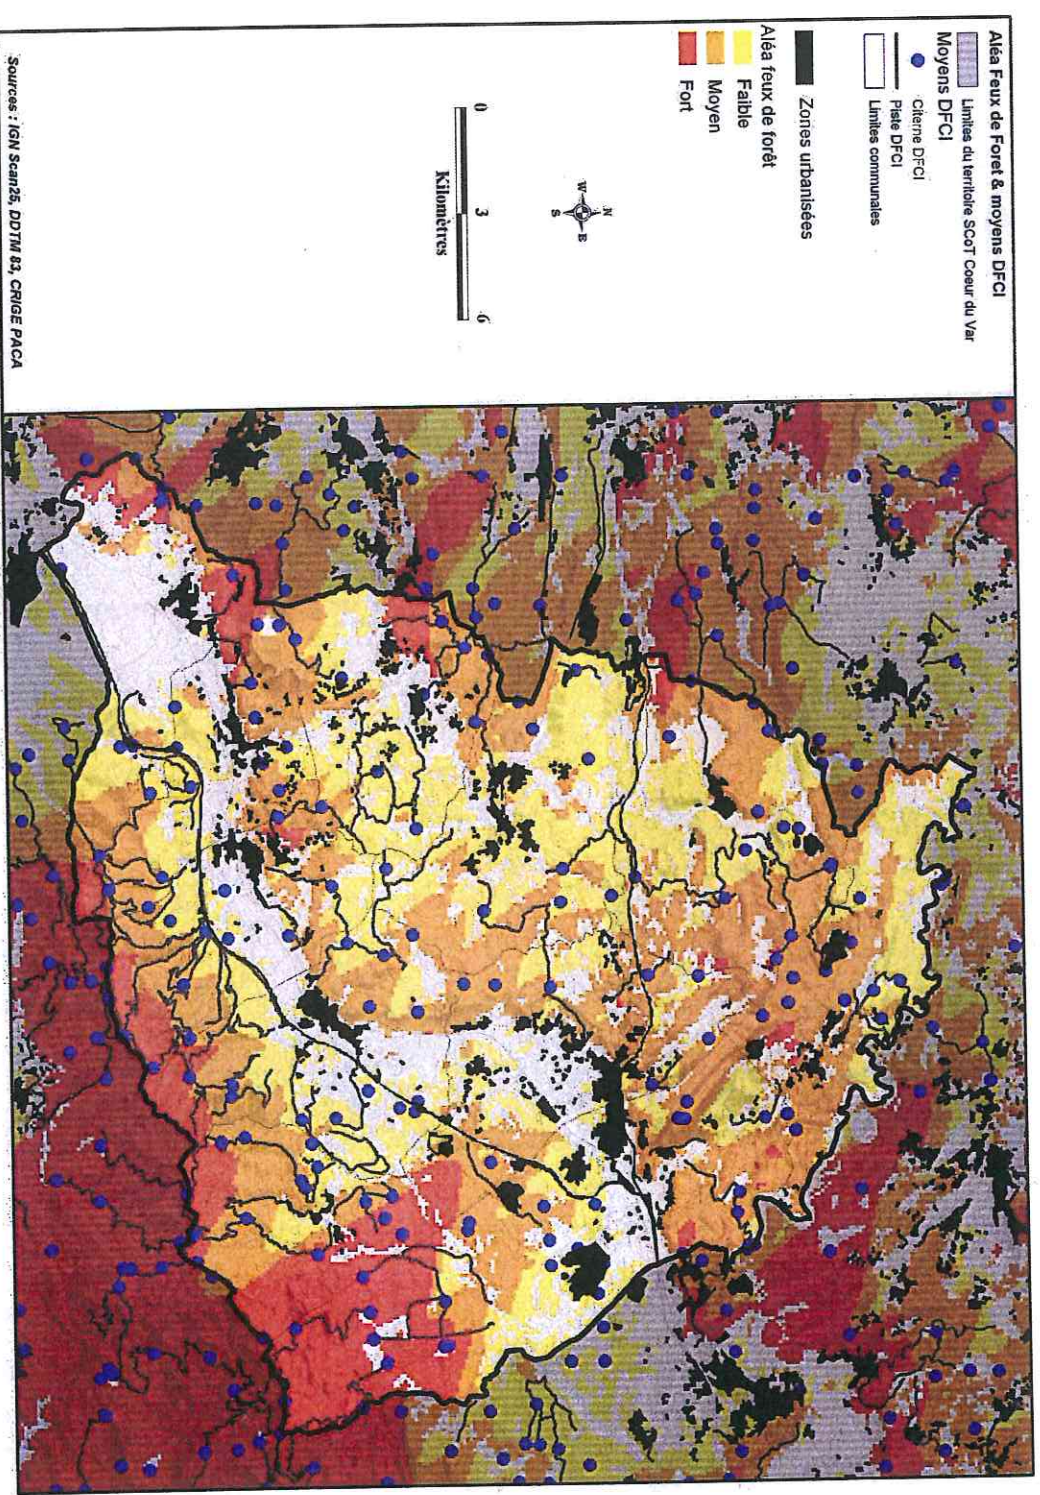 Aléa Feux de Foret & moyens DFCI
Limites du territoire SCoT Coeur du Var
Moyens DFCI
Citerne DFCI
Piste DFCI
Limites communales
Zones urbanisées
Aléa feux de forêt
Faible
Moyen
Fort
N
W
E
S
0 3 6
Kilomètres
Sources : IGN Scan25, DDTM 83, CRIGE PACA